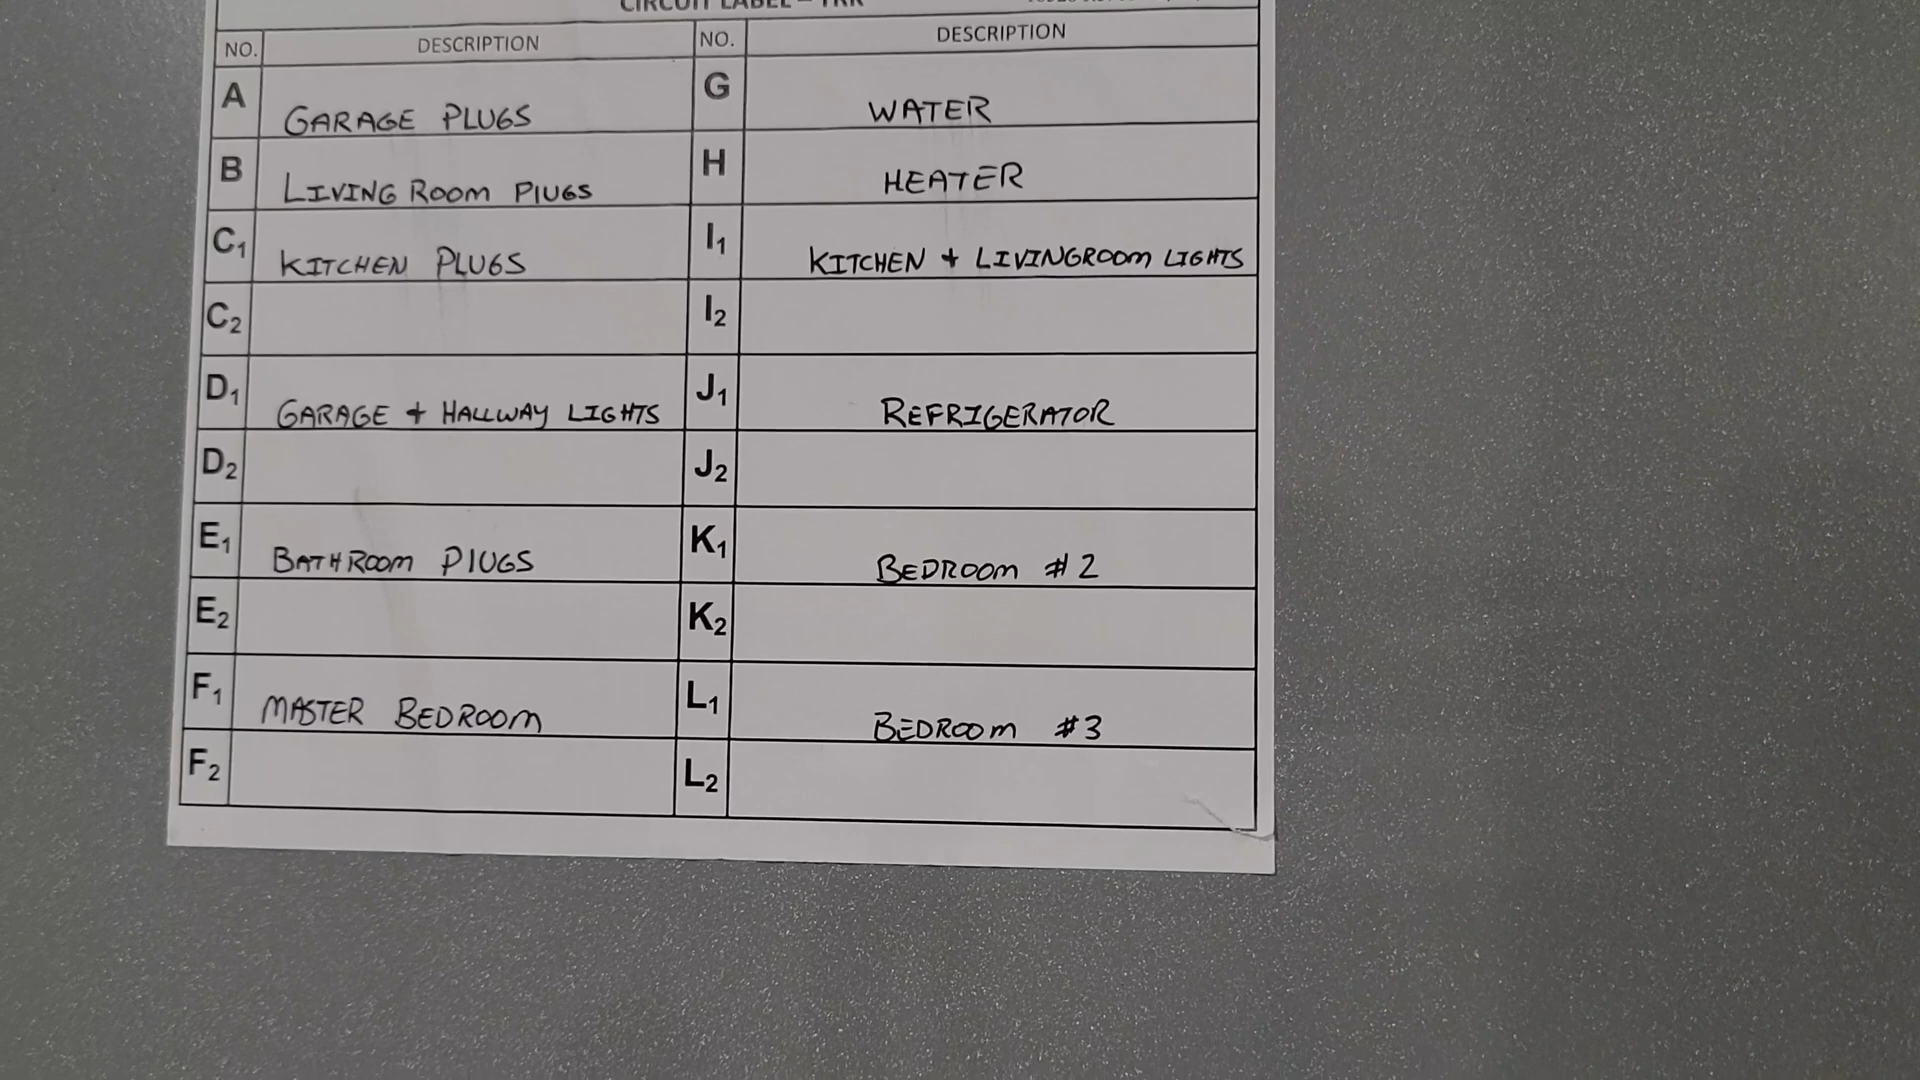 CIRCUIT LABEL –
NO. DESCRIPTION NO. DESCRIPTION
A GARAGE PLUGS G WATER
B LIVING ROOM PLUGS H HEATER
C1 KITCHEN PLUGS I1 KITCHEN + LIVINGROOM LIGHTS
C2 I2
D1 GARAGE + HALLWAY LIGHTS J1 REFRIGERATOR
D2 J2
E1 BATHROOM PLUGS K1 BEDROOM #2
E2 K2
F1 MASTER BEDROOM L1 BEDROOM #3
F2 L2